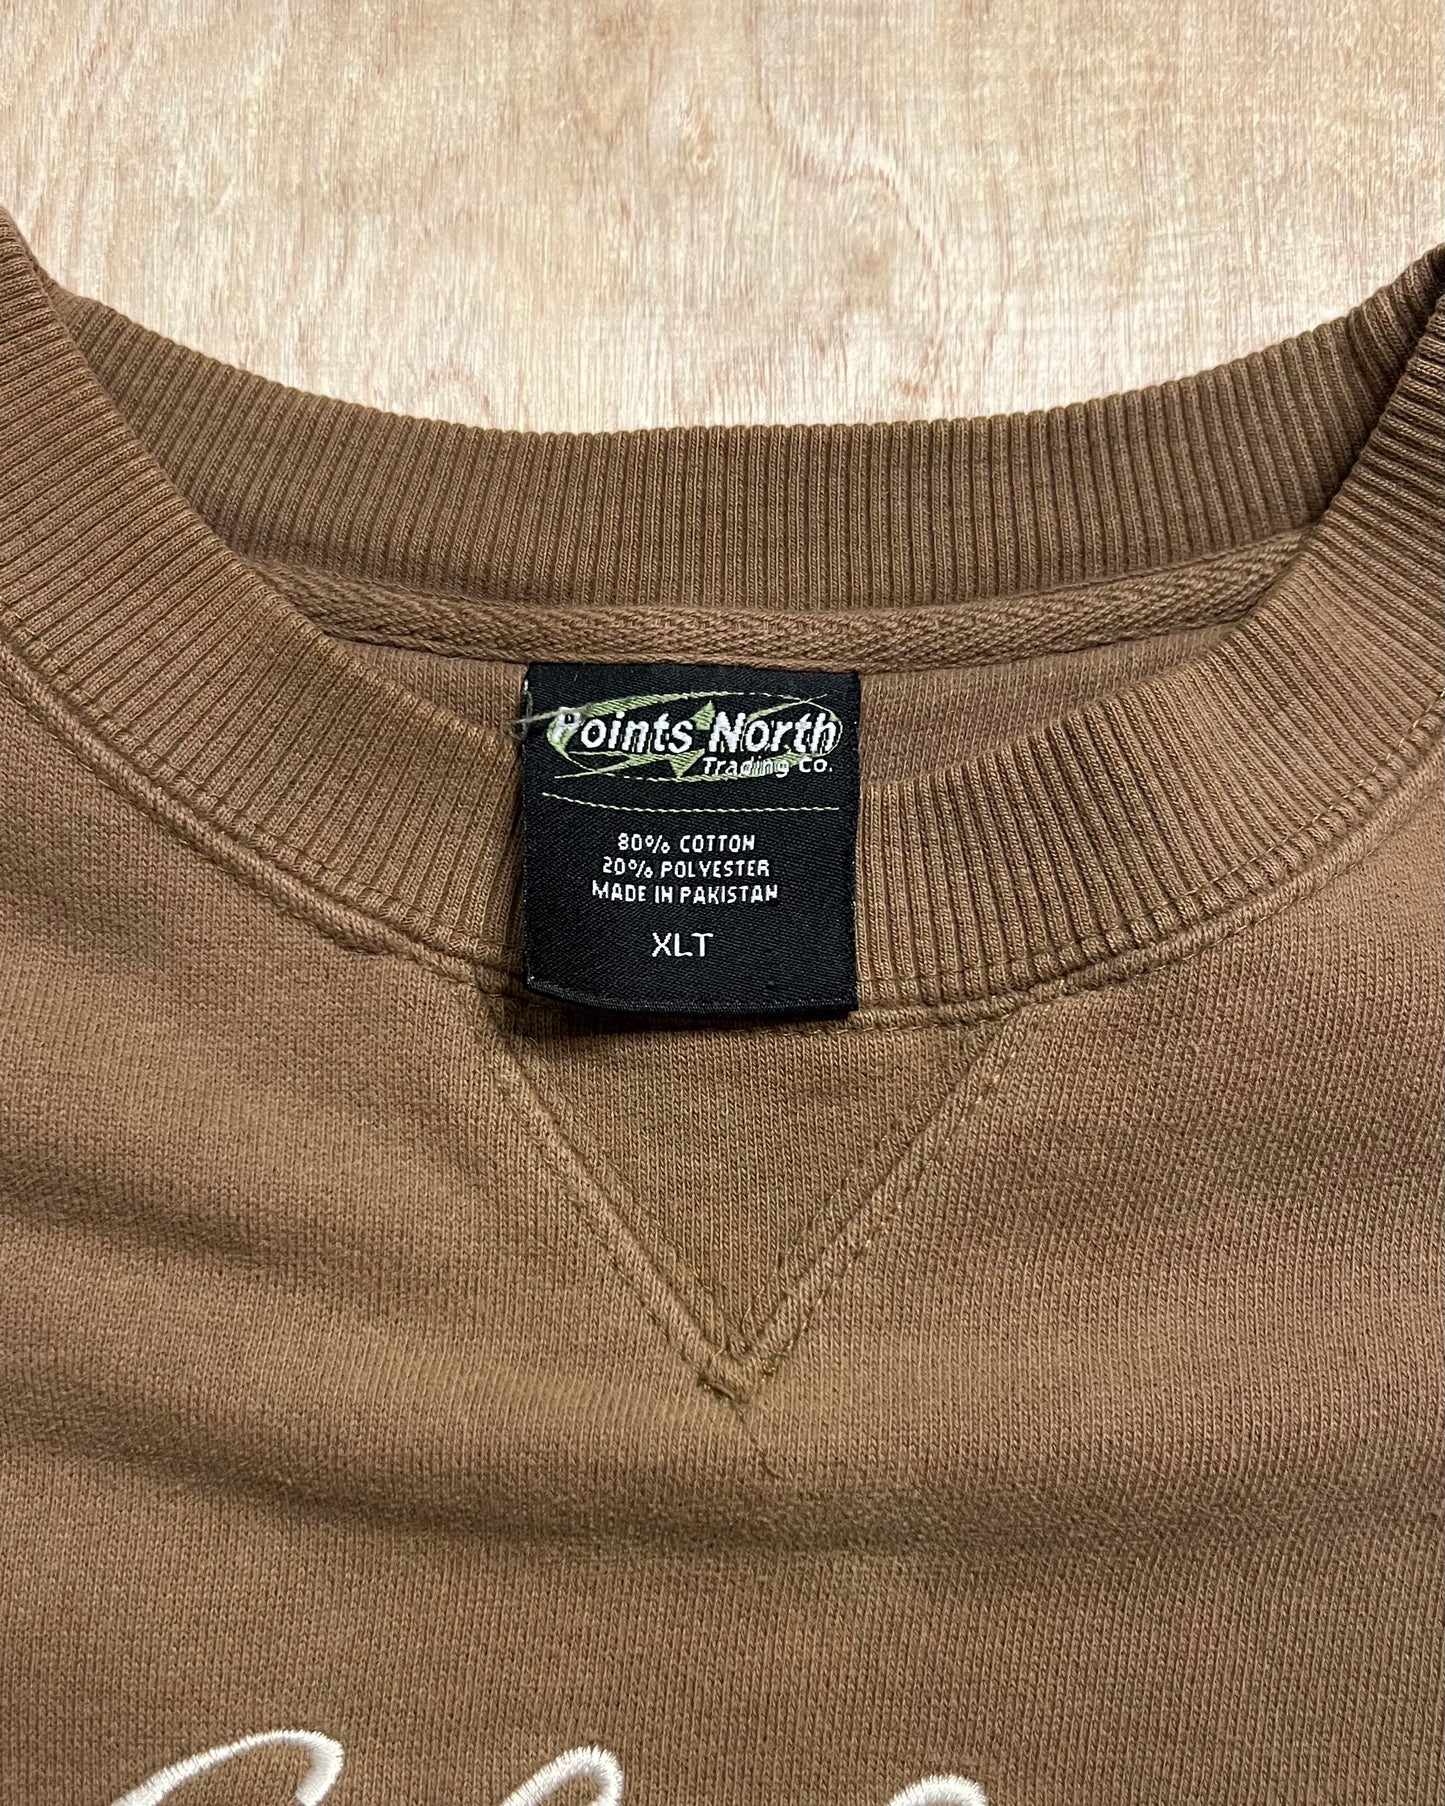 Points North
Trading Co.
80% COTTON
20% POLYESTER
MADE IN PAKISTAN
XLT